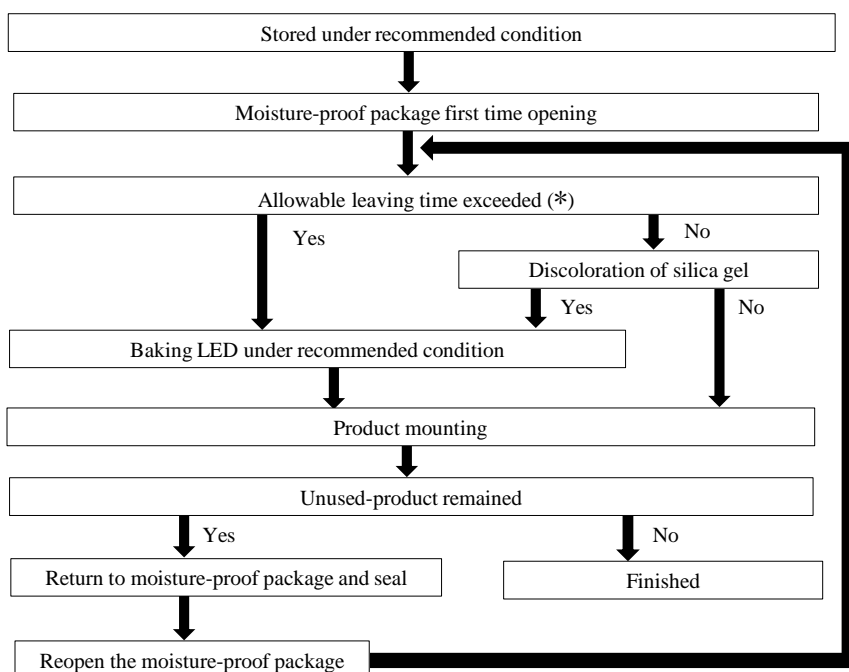 Stored under recommended condition
Moisture-proof package first time opening
Allowable leaving time exceeded (*)
Yes
No
Discoloration of silica gel
Yes
No
Baking LED under recommended condition
Product mounting
Unused-product remained
Yes
No
Return to moisture-proof package and seal
Finished
Reopen the moisture-proof package